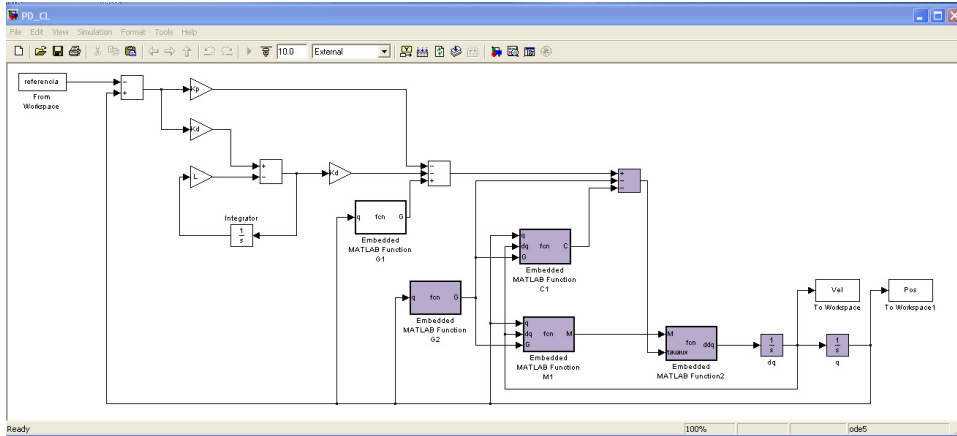 PD_CL
File Edit View Simulation Format Tools Help
10.0 External
referencia
From
Workspace
Kp
Kd
L
Integrator
1
s
Kd
q fcn G
Embedded
MATLAB Function
G1
q fcn G
Embedded
MATLAB Function
G2
q
dq fcn C
G
Embedded
MATLAB Function
C1
q
dq fcn M
G
Embedded
MATLAB Function
M1
M
fcn ddq
tauaux
Embedded
MATLAB Function2
1
s
dq
1
s
q
Vel
To Workspace
Pos
To Workspace1
Ready 100% ode5